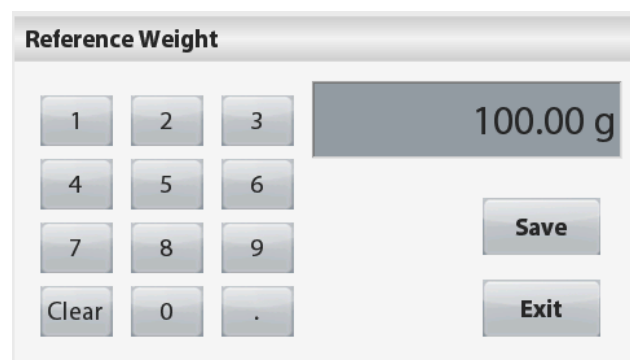 Reference Weight
100.00 g
1 2 3
4 5 6
7 8 9
Clear 0 .
Save
Exit